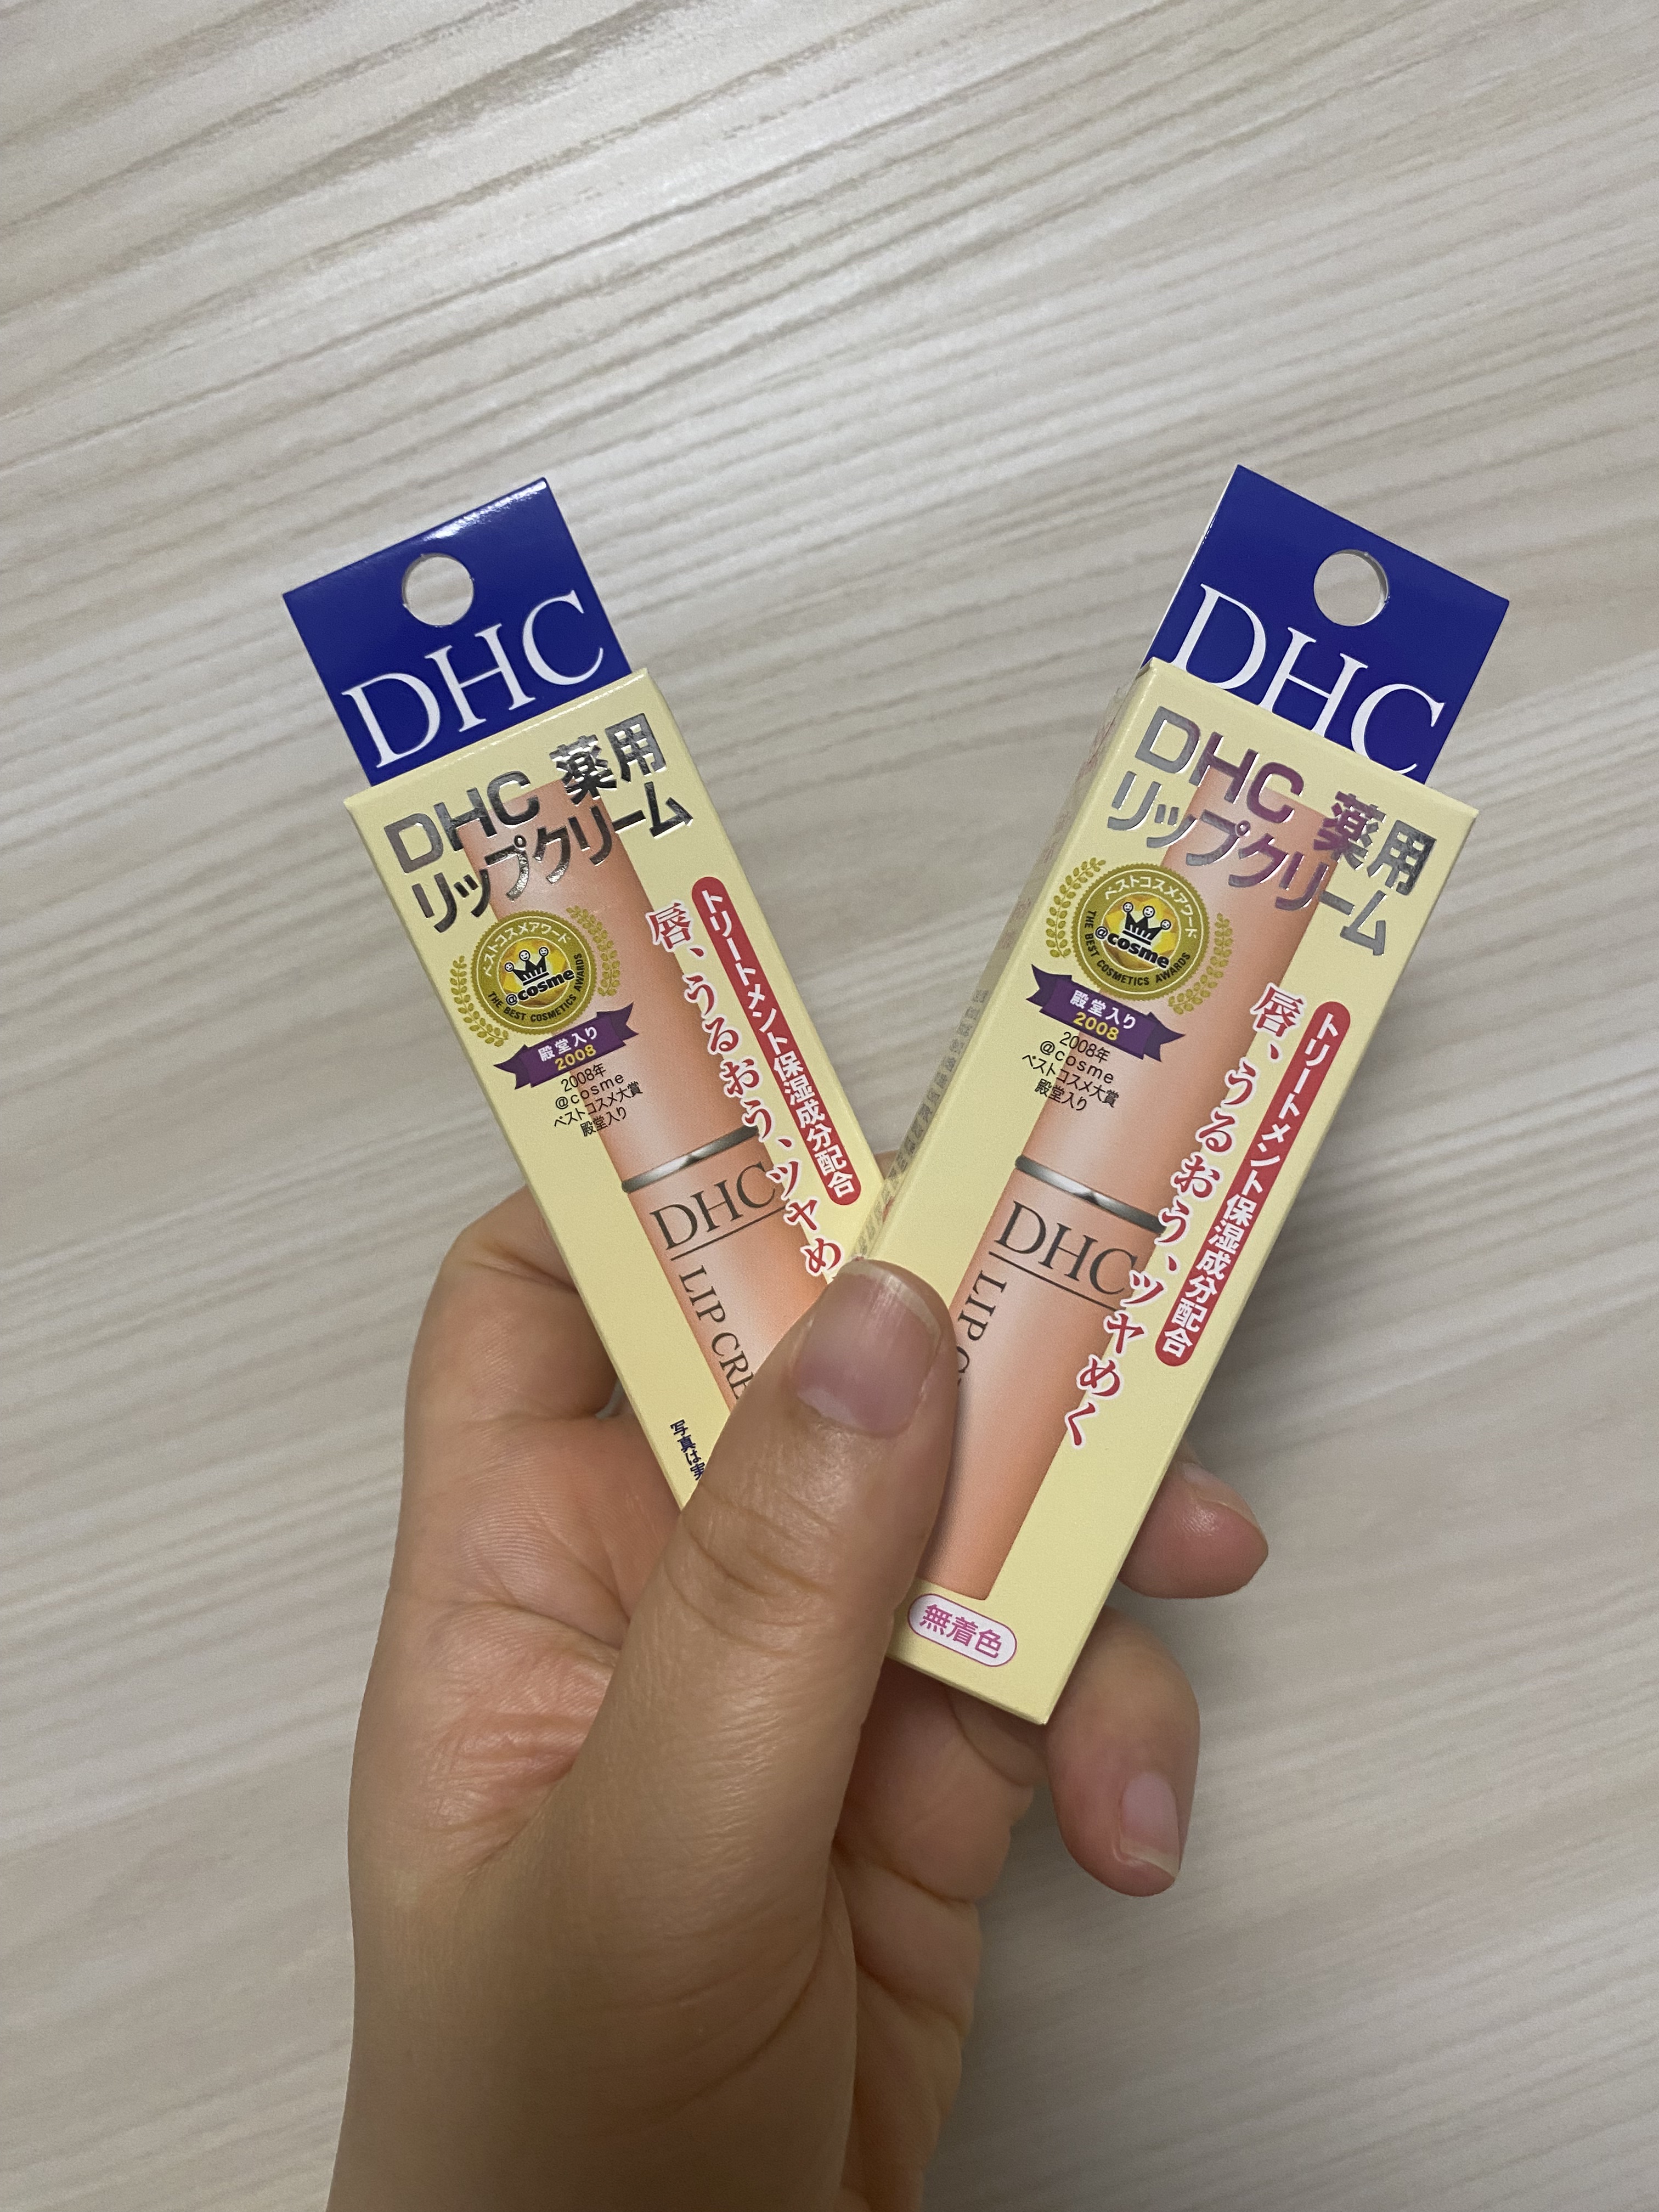 DHC
DHC 薬用
リップクリーム
ベストコスメアワード
@cosme
THE BEST COSMETICS AWARDS
殿堂入り
2008
2008年
@cosme
ベストコスメ大賞
殿堂入り
トリートメント保湿成分配合
唇、うるおう、ツヤめ
DHC
LIP CRE
写真は実
DHC
DHC 薬用
リップクリーム
ベストコスメアワード
@cosme
THE BEST COSMETICS AWARDS
殿堂入り
2008
2008年
@cosme
ベストコスメ大賞
殿堂入り
トリートメント保湿成分配合
唇、うるおう、ツヤめく
DHC
LIP
無着色